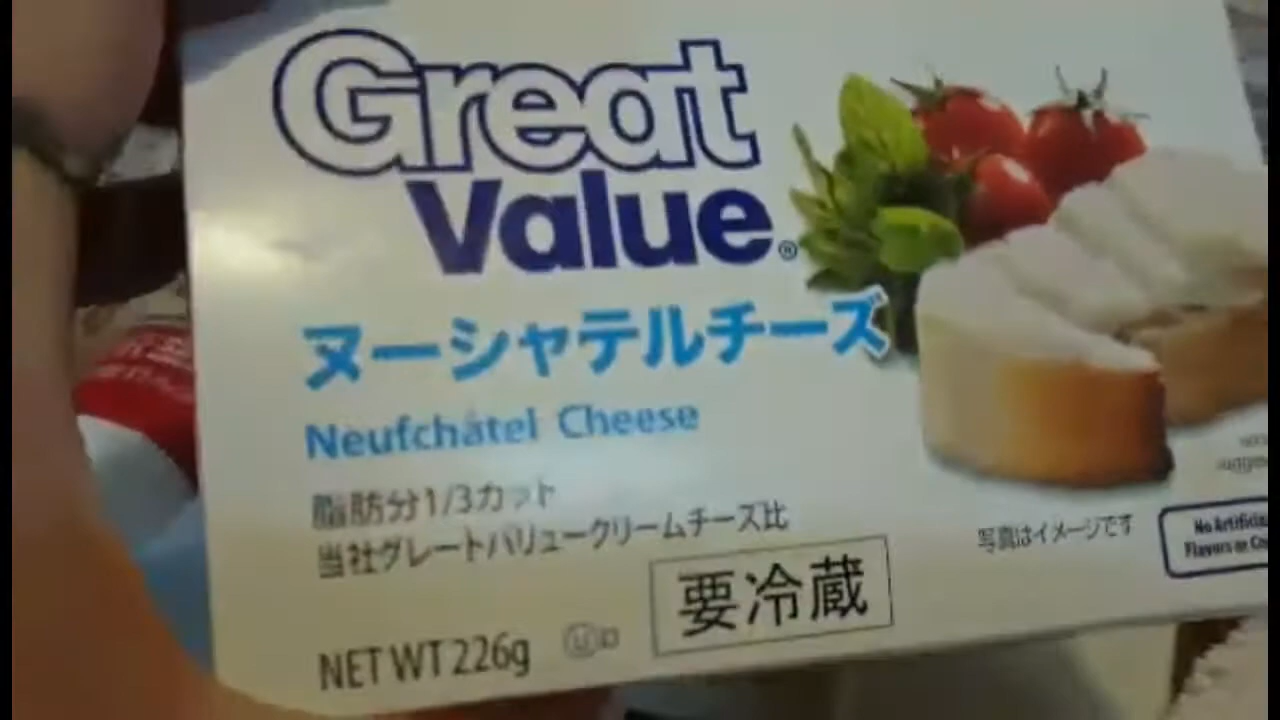 Great
Value®
ヌーシャテルチーズ
Neufchâtel Cheese
脂肪分1/3カット
当社グレートバリュークリームチーズ比
写真はイメージです
No Artificial
Flavors or
要冷蔵
NET WT 226g